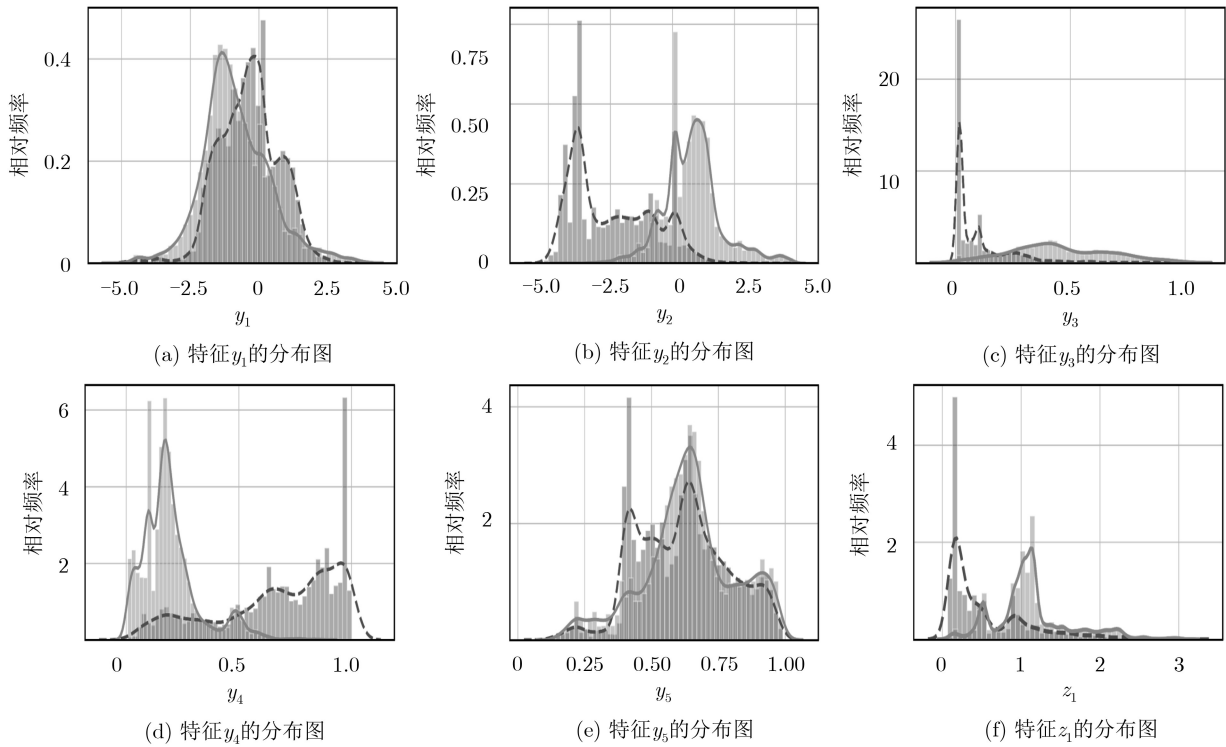 相对频率
0.4
0.2
0
−5.0 −2.5 0 2.5 5.0
y1
(a) 特征y1的分布图
相对频率
0.75
0.50
0.25
0
−5.0 −2.5 0 2.5 5.0
y2
(b) 特征y2的分布图
相对频率
20
10
0 0.5 1.0
y3
(c) 特征y3的分布图
相对频率
6
4
2
0 0.5 1.0
y4
(d) 特征y4的分布图
相对频率
4
2
0 0.25 0.50 0.75 1.00
y5
(e) 特征y5的分布图
相对频率
4
2
0 1 2 3
z1
(f) 特征z1的分布图